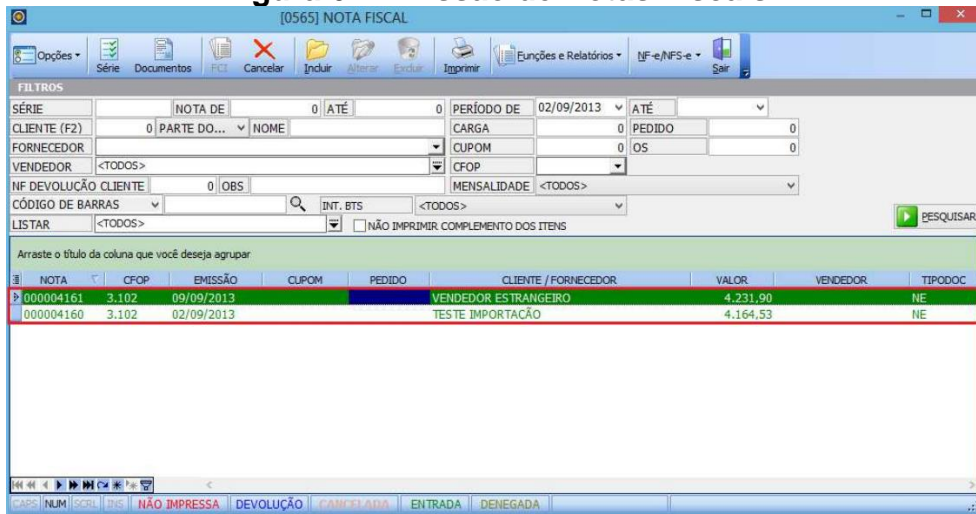 [0565] NOTA FISCAL
Opções Série Documentos FCI Cancelar Incluir Alterar Excluir Imprimir Funções e Relatórios NF-e/NFS-e Sair
FILTROS
SÉRIE NOTA DE 0 ATÉ 0 PERÍODO DE 02/09/2013 ATÉ
CLIENTE (F2) 0 PARTE DO... NOME CARGA 0 PEDIDO 0
FORNECEDOR CUPOM 0 OS 0
VENDEDOR <TODOS> CFOP
NF DEVOLUÇÃO CLIENTE 0 OBS MENSALIDADE <TODOS>
CÓDIGO DE BARRAS INT. BTS <TODOS>
LISTAR <TODOS> NÃO IMPRIMIR COMPLEMENTO DOS ITENS PESQUISAR
Arraste o título da coluna que você deseja agrupar
NOTA CFOP EMISSÃO CUPOM PEDIDO CLIENTE / FORNECEDOR VALOR VENDEDOR TIPODOC
000004161 3.102 09/09/2013 VENDEDOR ESTRANGEIRO 4.231,90 NE
000004160 3.102 02/09/2013 TESTE IMPORTAÇÃO 4.164,53 NE
CAPS NUM SCRL INS NÃO IMPRESSA DEVOLUÇÃO CANCELADA ENTRADA DENEGADA